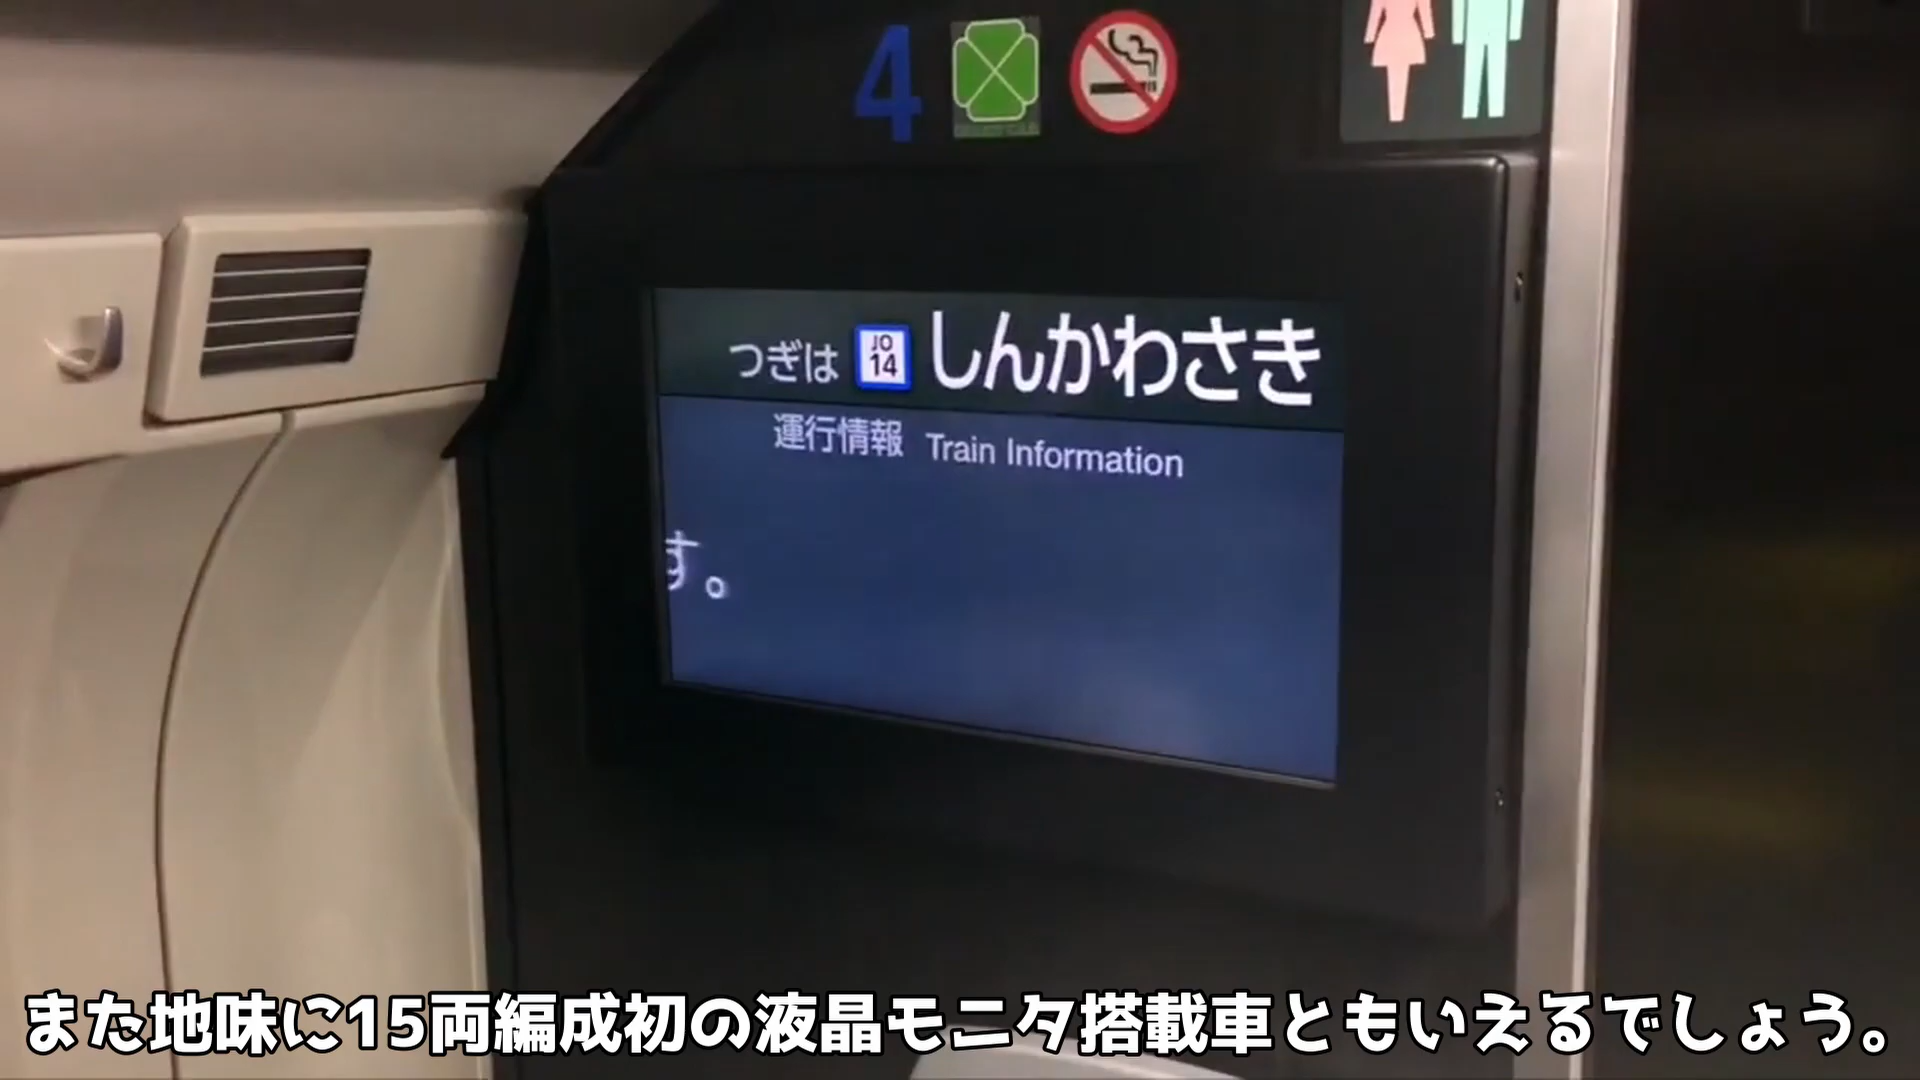 4
つぎは JO 14 しんかわさき
運行情報 Train Information
す。
また地味に15両編成初の液晶モニタ搭載車ともいえるでしょう。